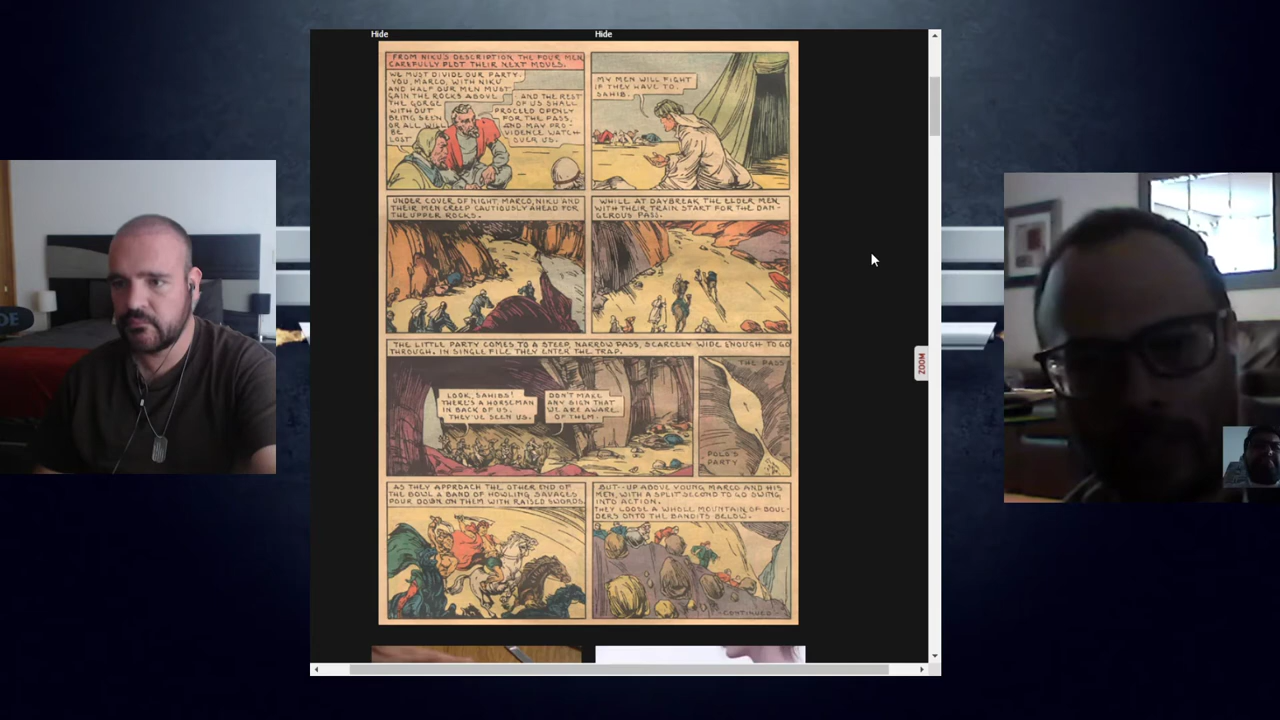 Hide
Hide
FROM NIKU'S DESCRIPTION THE FOUR MEN
CAREFULLY PLOT THEIR NEXT MOVES.
WE MUST DIVIDE OUR PARTY.
YOU, MARCO, WITH NIKU
AND HALF OUR MEN MUST
GAIN THE ROCKS ABOVE
THE GORGE
WITHOUT
BEING SEEN
OR ALL WILL
BE
LOST
AND THE REST
OF US SHALL
PROCEED OPENLY
FOR THE PASS,
AND MAY PRO-
VIDENCE WATCH
OVER US.
MY MEN WILL FIGHT
IF THEY HAVE TO.
SAHIB.
UNDER COVER OF NIGHT MARCO, NIKU AND
THEIR MEN CREEP CAUTIOUSLY AHEAD FOR
THE UPPER ROCKS.
WHILE AT DAYBREAK THE ELDER MEN
WITH THEIR TRAIN START FOR THE DAN-
GEROUS PASS.
THE LITTLE PARTY COMES TO A STEEP, NARROW PASS, SCARCELY WIDE ENOUGH TO GO
THROUGH. IN SINGLE FILE THEY ENTER THE TRAP.
LOOK, SAHIBS!
THERE'S A HORSEMAN
IN BACK OF US.
THEY'VE SEEN US.
DON'T MAKE
ANY SIGN THAT
WE ARE AWARE
OF THEM.
THE PASS
POLO'S
PARTY
AS THEY APPROACH THE OTHER END OF
THE BOWL A BAND OF HOWLING SAVAGES
POUR DOWN ON THEM WITH RAISED SWORDS.
BUT--UP ABOVE YOUNG MARCO AND HIS
MEN, WITH A SPLIT SECOND TO GO SWING
INTO ACTION.
THEY LOOSE A WHOLE MOUNTAIN OF BOUL-
DERS ONTO THE BANDITS BELOW.
-CONTINUED-
ZOOM